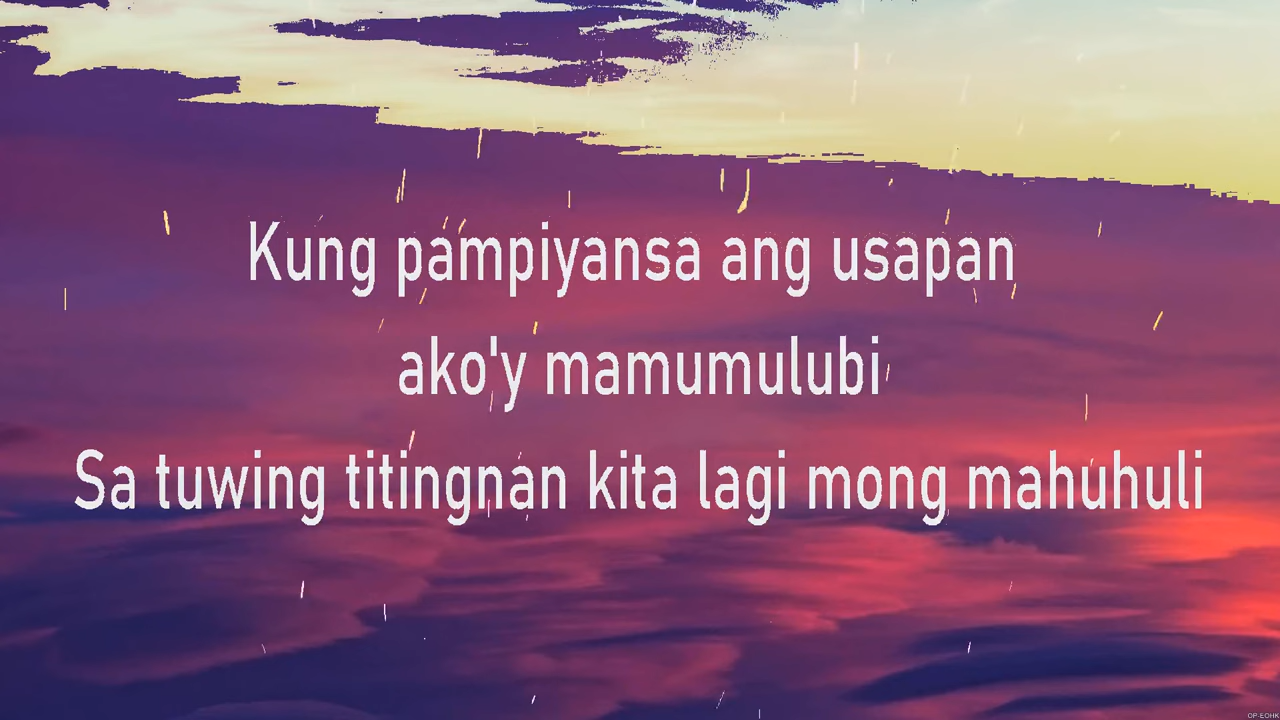 Kung pampiyansa ang usapan
ako'y mamumulubi
Sa tuwing titingnan kita lagi mong mahuhuli